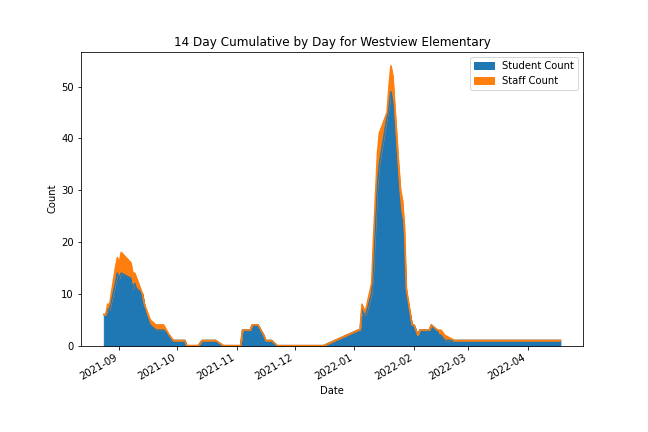 14 Day Cumulative by Day for Westview Elementary
Student Count
Staff Count
50
40
30
20
10
0
Count
2021-09
2021-10
2021-11
2021-12
2022-01
2022-02
2022-03
2022-04
Date